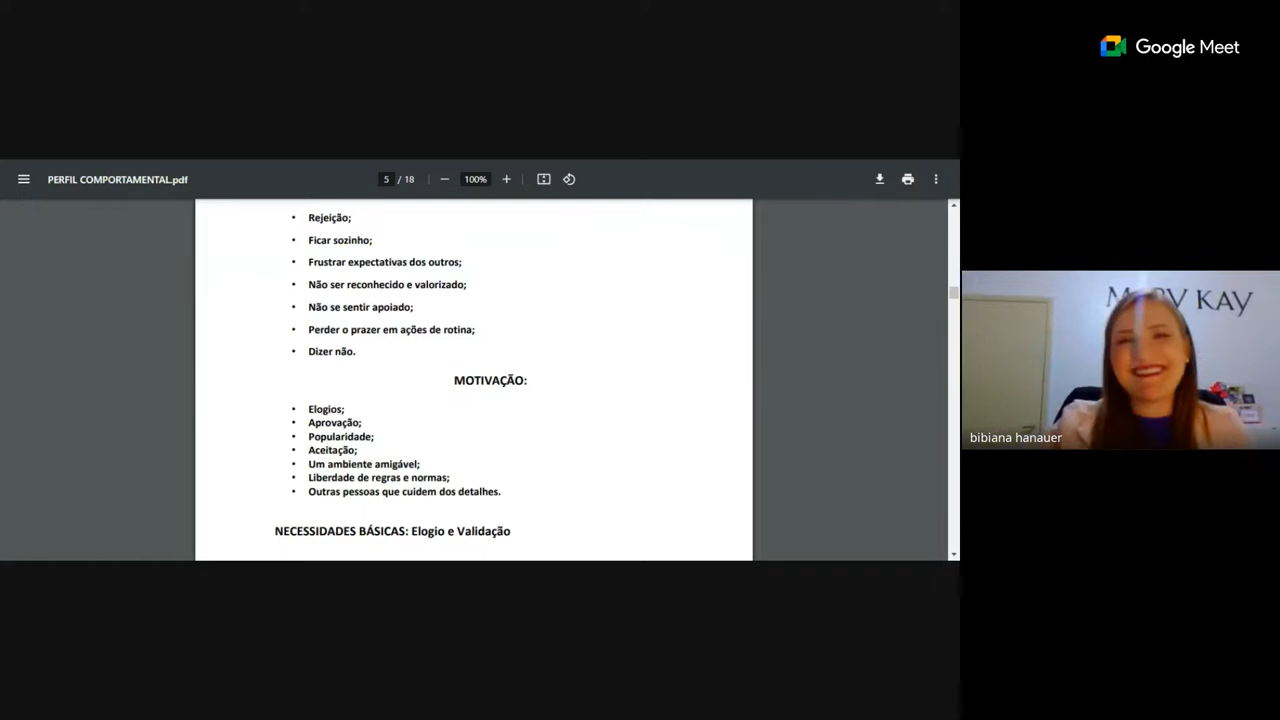 Google Meet
PERFIL COMPORTAMENTAL.pdf
5 / 18
100%
• Rejeição;
• Ficar sozinho;
• Frustrar expectativas dos outros;
• Não ser reconhecido e valorizado;
• Não se sentir apoiado;
• Perder o prazer em ações de rotina;
• Dizer não.
MOTIVAÇÃO:
• Elogios;
• Aprovação;
• Popularidade;
• Aceitação;
• Um ambiente amigável;
• Liberdade de regras e normas;
• Outras pessoas que cuidem dos detalhes.
NECESSIDADES BÁSICAS: Elogio e Validação
MARY KAY
bibiana hanauer